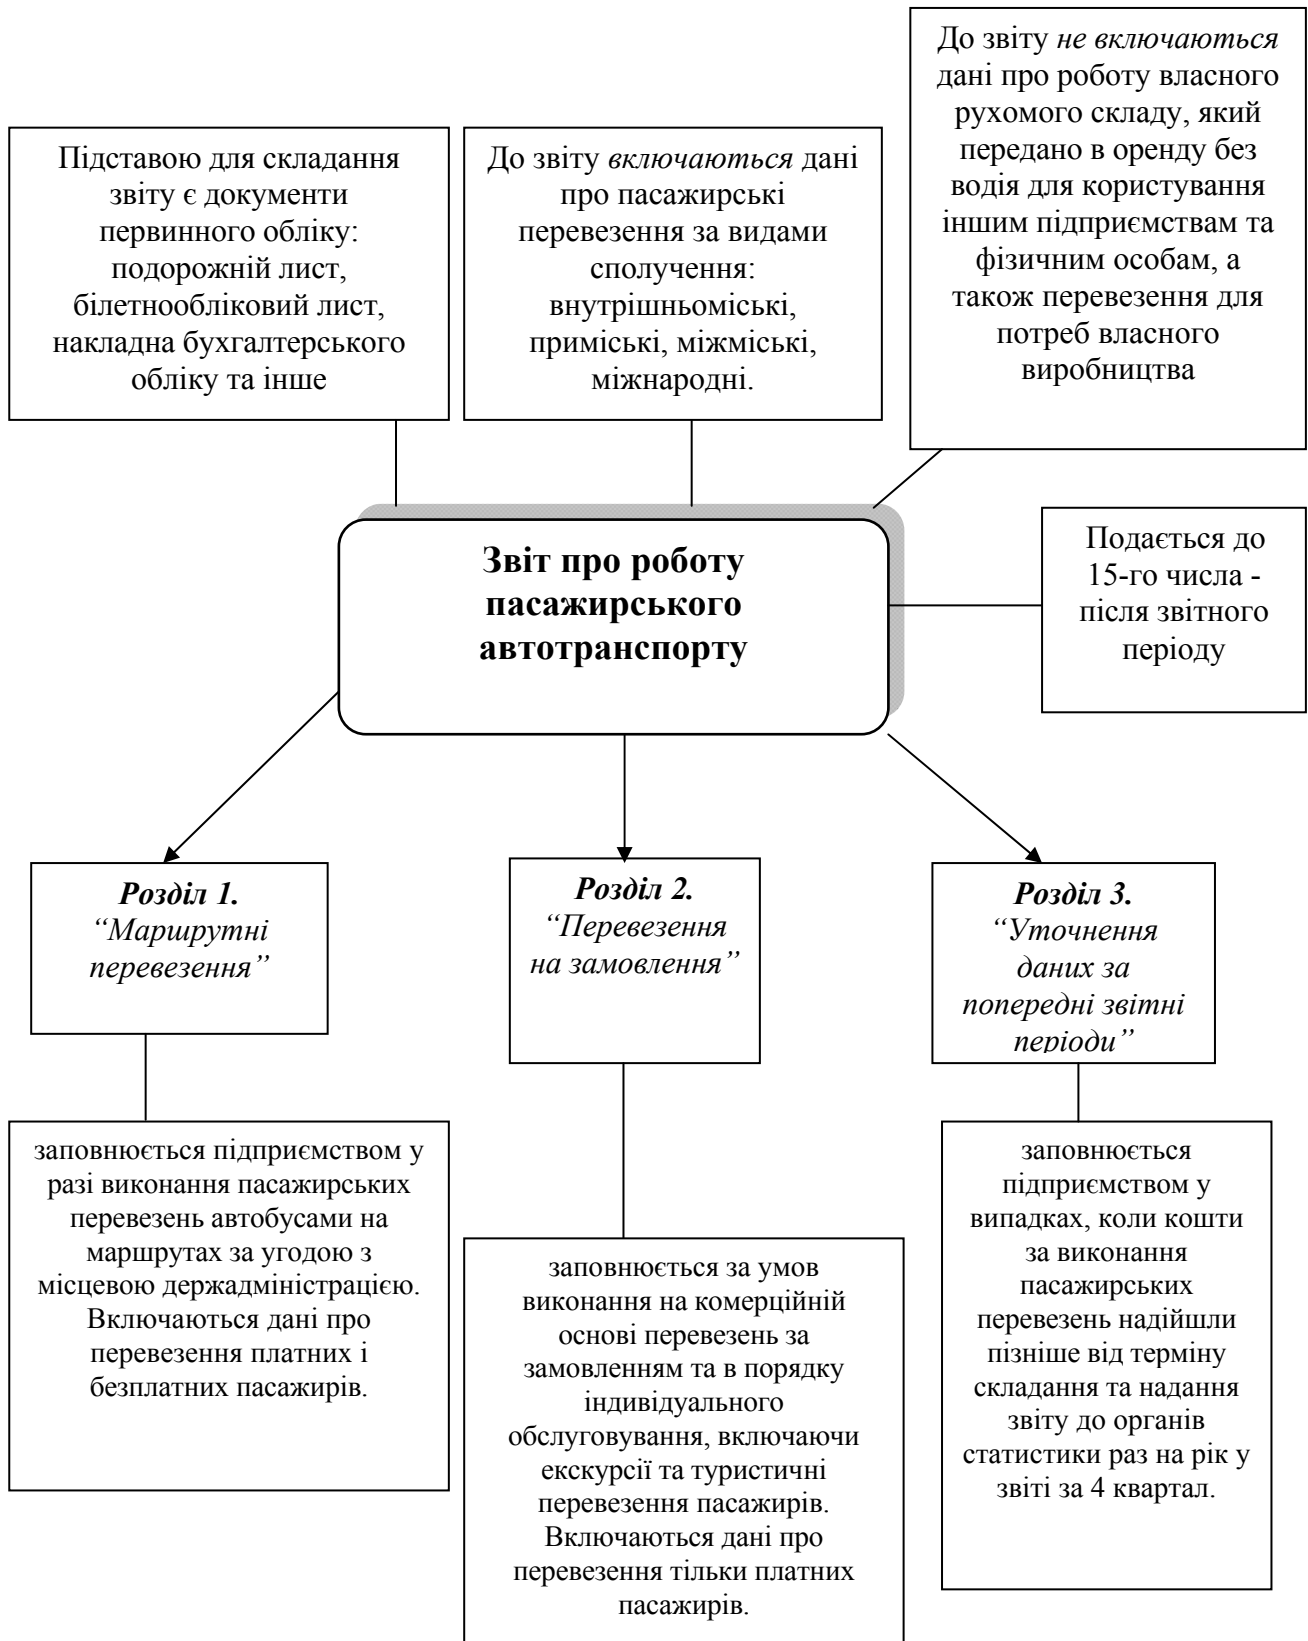 Підставою для складання
звіту є документи
первинного обліку:
подорожній лист,
білетнообліковий лист,
накладна бухгалтерського
обліку та інше
До звіту включаються дані
про пасажирські
перевезення за видами
сполучення:
внутрішньоміські,
приміські, міжміські,
міжнародні.
До звіту не включаються
дані про роботу власного
рухомого складу, який
передано в оренду без
водія для користування
іншим підприємствам та
фізичним особам, а
також перевезення для
потреб власного
виробництва
Звіт про роботу
пасажирського
автотранспорту
Подається до
15-го числа -
після звітного
періоду
Розділ 1.
“Маршрутні
перевезення”
Розділ 2.
“Перевезення
на замовлення”
Розділ 3.
“Уточнення
даних за
попередні звітні
періоди”
заповнюється підприємством у
разі виконання пасажирських
перевезень автобусами на
маршрутах за угодою з
місцевою держадміністрацією.
Включаються дані про
перевезення платних і
безплатних пасажирів.
заповнюється за умов
виконання на комерційній
основі перевезень за
замовленням та в порядку
індивідуального
обслуговування, включаючи
екскурсії та туристичні
перевезення пасажирів.
Включаються дані про
перевезення тільки платних
пасажирів.
заповнюється
підприємством у
випадках, коли кошти
за виконання
пасажирських
перевезень надійшли
пізніше від терміну
складання та надання
звіту до органів
статистики раз на рік у
звіті за 4 квартал.